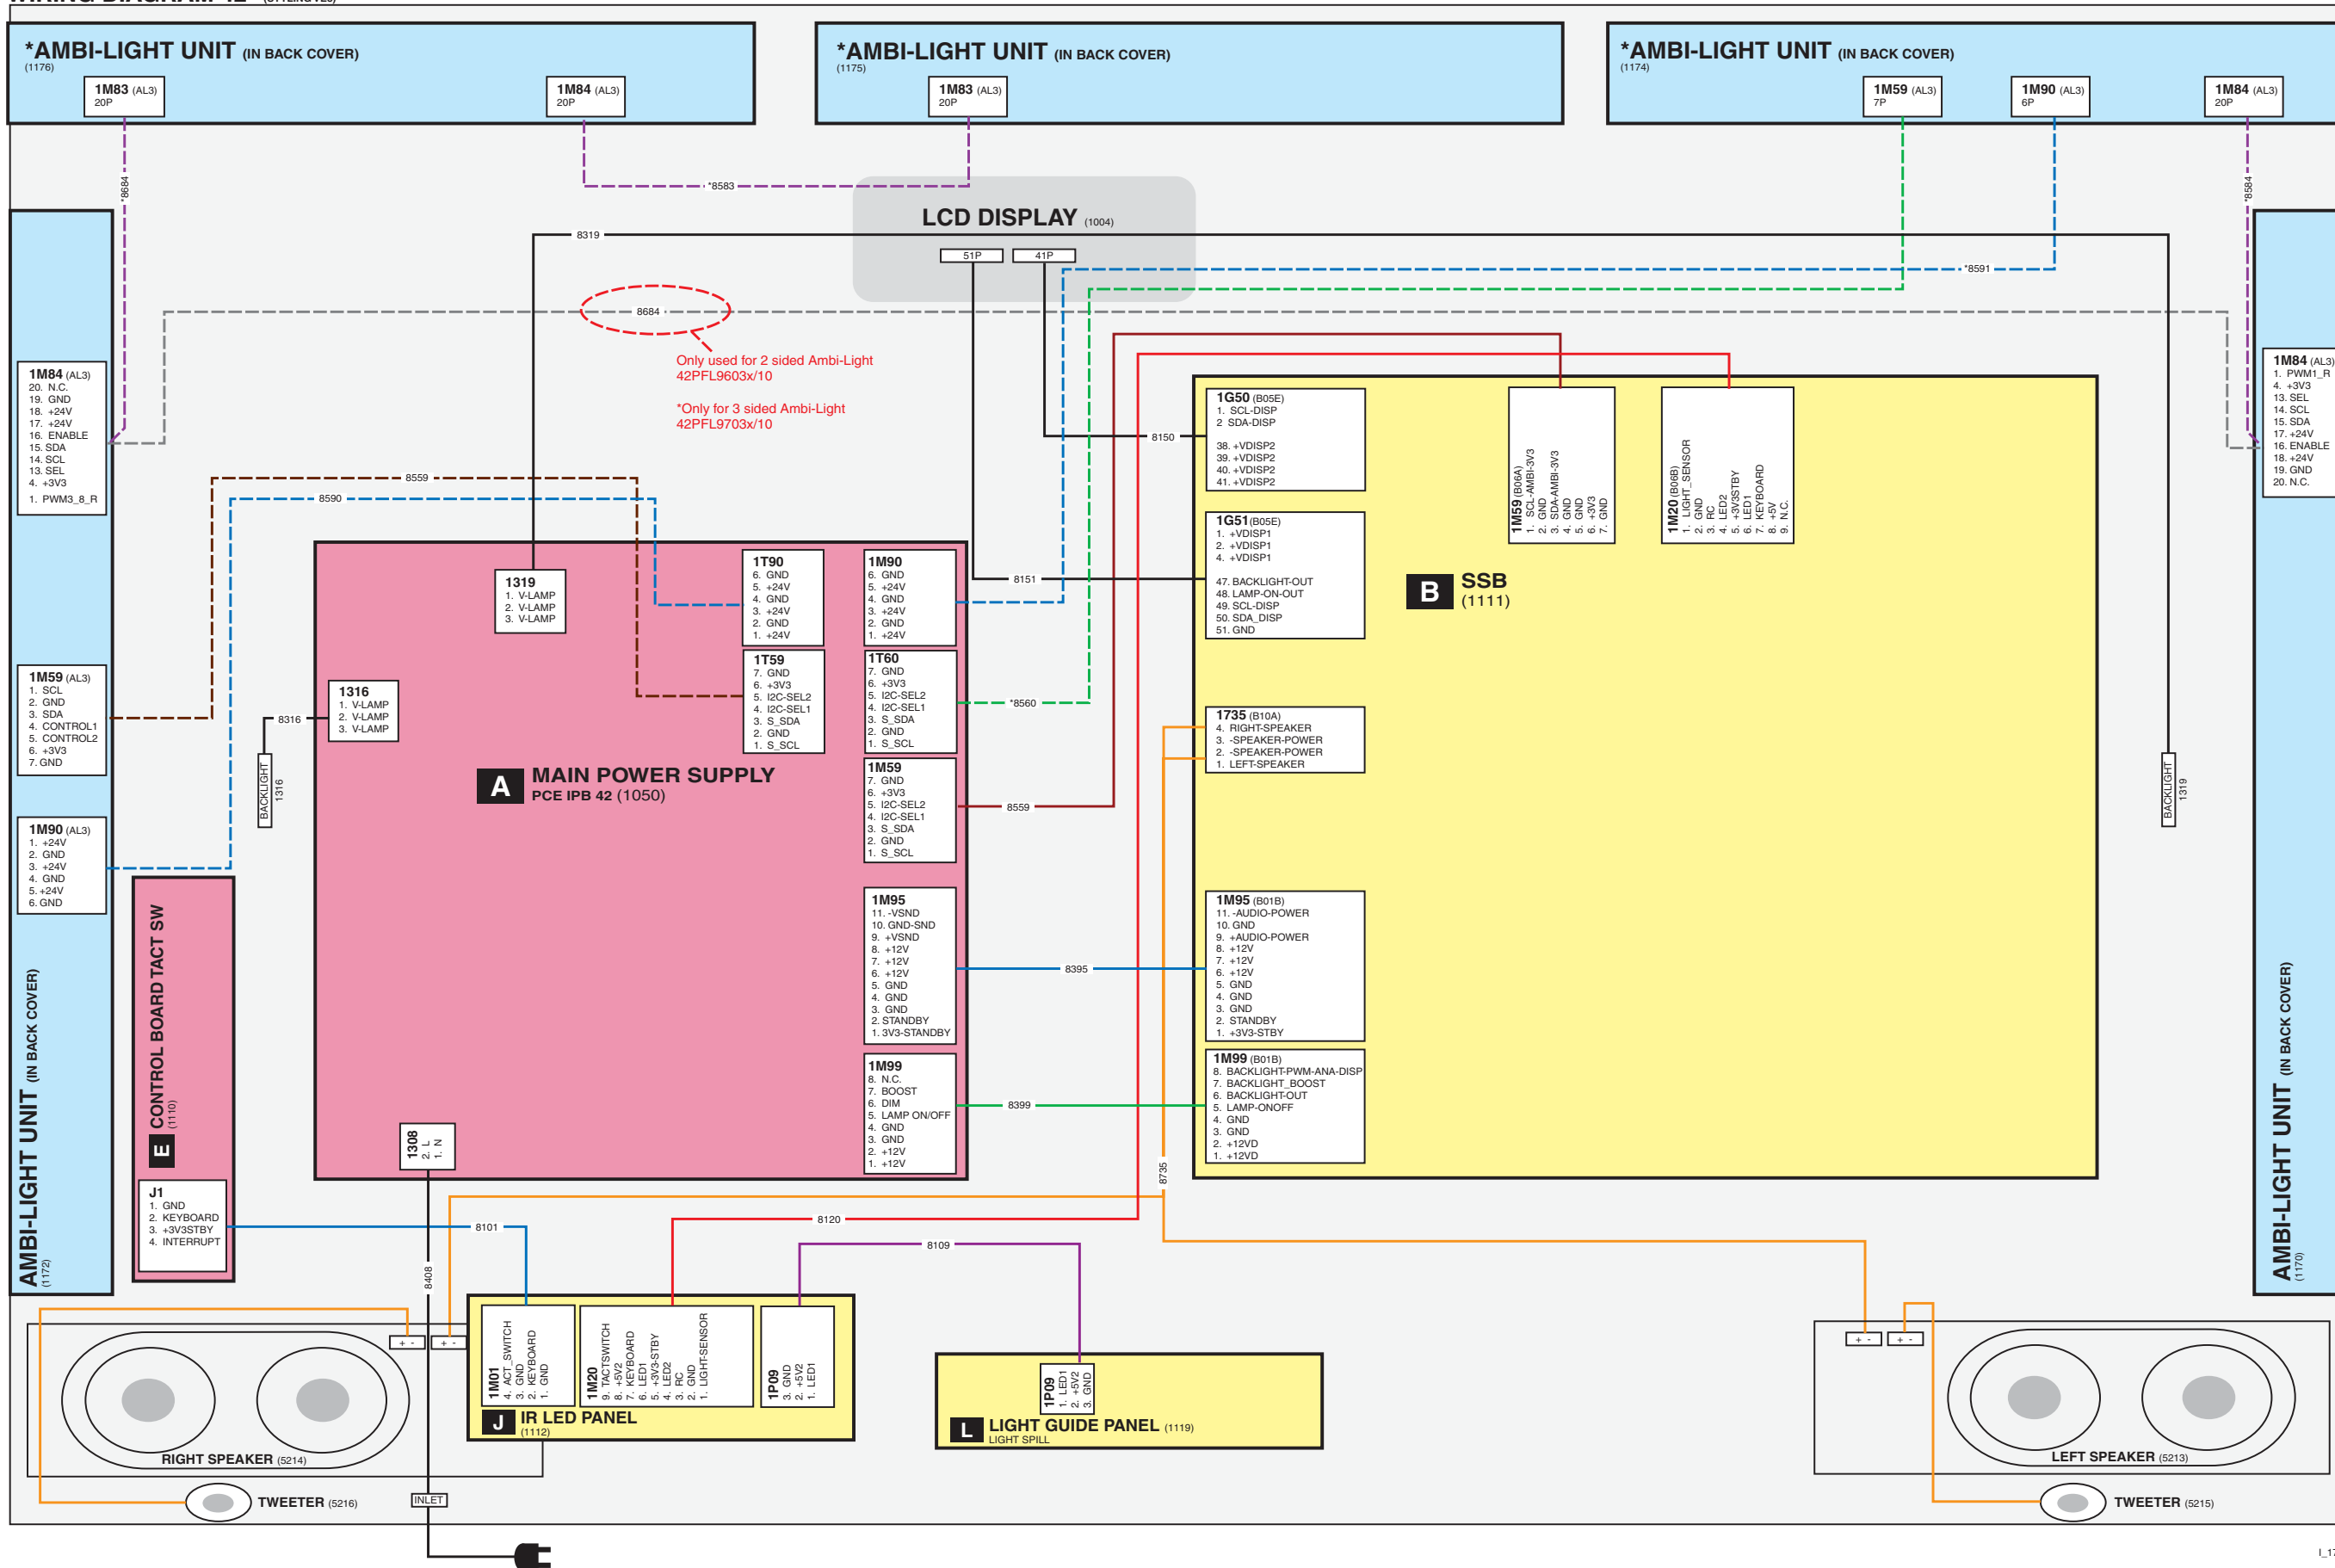 *AMBI-LIGHT UNIT (IN BACK COVER)
(1176)
1M83 (AL3)
20P
1M84 (AL3)
20P
*AMBI-LIGHT UNIT (IN BACK COVER)
(1175)
1M83 (AL3)
20P
*AMBI-LIGHT UNIT (IN BACK COVER)
(1174)
1M59 (AL3)
7P
1M90 (AL3)
6P
1M84 (AL3)
20P
*8684
*8583
*8584
LCD DISPLAY (1004)
8319
51P
41P
*8591
8684
Only used for 2 sided Ambi-Light
42PFL9603x/10
*Only for 3 sided Ambi-Light
42PFL9703x/10
1M84 (AL3)
20. N.C.
19. GND
18. +24V
17. +24V
16. ENABLE
15. SDA
14. SCL
13. SEL
4. +3V3
1. PWM3_8_R
1M59 (AL3)
1. SCL
2. GND
3. SDA
4. CONTROL1
5. CONTROL2
6. +3V3
7. GND
1M90 (AL3)
1. +24V
2. GND
3. +24V
4. GND
5. +24V
6. GND
AMBI-LIGHT UNIT (IN BACK COVER)
(1172)
8559
8590
8316
BACKLIGHT
1316
E CONTROL BOARD TACT SW
(1110)
J1
1. GND
2. KEYBOARD
3. +3V3STBY
4. INTERRUPT
1319
1. V-LAMP
2. V-LAMP
3. V-LAMP
1316
1. V-LAMP
2. V-LAMP
3. V-LAMP
A MAIN POWER SUPPLY
PCE IPB 42 (1050)
1T90
6. GND
5. +24V
4. GND
3. +24V
2. GND
1. +24V
1T59
7. GND
6. +3V3
5. I2C-SEL2
4. I2C-SEL1
3. S_SDA
2. GND
1. S_SCL
1M90
6. GND
5. +24V
4. GND
3. +24V
2. GND
1. +24V
1T60
7. GND
6. +3V3
5. I2C-SEL2
4. I2C-SEL1
3. S_SDA
2. GND
1. S_SCL
1M59
7. GND
6. +3V3
5. I2C-SEL2
4. I2C-SEL1
3. S_SDA
2. GND
1. S_SCL
1M95
11. -VSND
10. GND-SND
9. +VSND
8. +12V
7. +12V
6. +12V
5. GND
4. GND
3. GND
2. STANDBY
1. 3V3-STANDBY
1M99
8. N.C.
7. BOOST
6. DIM
5. LAMP ON/OFF
4. GND
3. GND
2. +12V
1. +12V
1308
2. L
1. N
8150
8151
*8560
8559
8395
8399
8735
1G50 (B05E)
1. SCL-DISP
2 SDA-DISP
38. +VDISP2
39. +VDISP2
40. +VDISP2
41. +VDISP2
1G51 (B05E)
1. +VDISP1
2. +VDISP1
4. +VDISP1
47. BACKLIGHT-OUT
48. LAMP-ON-OUT
49. SCL-DISP
50. SDA_DISP
51. GND
1M59 (B06A)
1. SCL-AMBI-3V3
2. GND
3. SDA-AMBI-3V3
4. GND
5. GND
6. +3V3
7. GND
1M20 (B06B)
1. LIGHT_SENSOR
2. GND
3. RC
4. LED2
5. +3V3STBY
6. LED1
7. KEYBOARD
8. +5V
9. N.C.
B SSB
(1111)
1735 (B10A)
4. RIGHT-SPEAKER
3. -SPEAKER-POWER
2. -SPEAKER-POWER
1. LEFT-SPEAKER
1M95 (B01B)
11. -AUDIO-POWER
10. GND
9. +AUDIO-POWER
8. +12V
7. +12V
6. +12V
5. GND
4. GND
3. GND
2. STANDBY
1. +3V3-STBY
1M99 (B01B)
8. BACKLIGHT-PWM-ANA-DISP
7. BACKLIGHT_BOOST
6. BACKLIGHT-OUT
5. LAMP-ONOFF
4. GND
3. GND
2. +12VD
1. +12VD
BACKLIGHT
1319
1M84 (AL3)
1. PWM1_R
4. +3V3
13. SEL
14. SCL
15. SDA
17. +24V
16. ENABLE
18. +24V
19. GND
20. N.C.
AMBI-LIGHT UNIT (IN BACK COVER)
(1170)
8101
8120
8109
8408
+ -
+ -
RIGHT SPEAKER (5214)
TWEETER (5216)
INLET
1M01
4. ACT_SWITCH
3. GND
2. KEYBOARD
1. GND
1M20
9. TACTSWITCH
8. +5V2
7. KEYBOARD
6. LED1
5. +3V3-STBY
4. LED2
3. RC
2. GND
1. LIGHT-SENSOR
1P09
3. GND
2. +5V2
1. LED1
J IR LED PANEL
(1112)
1P09
1. LED1
2. +5V2
3. GND
L LIGHT GUIDE PANEL (1119)
LIGHT SPILL
+ -
+ -
LEFT SPEAKER (5213)
TWEETER (5215)